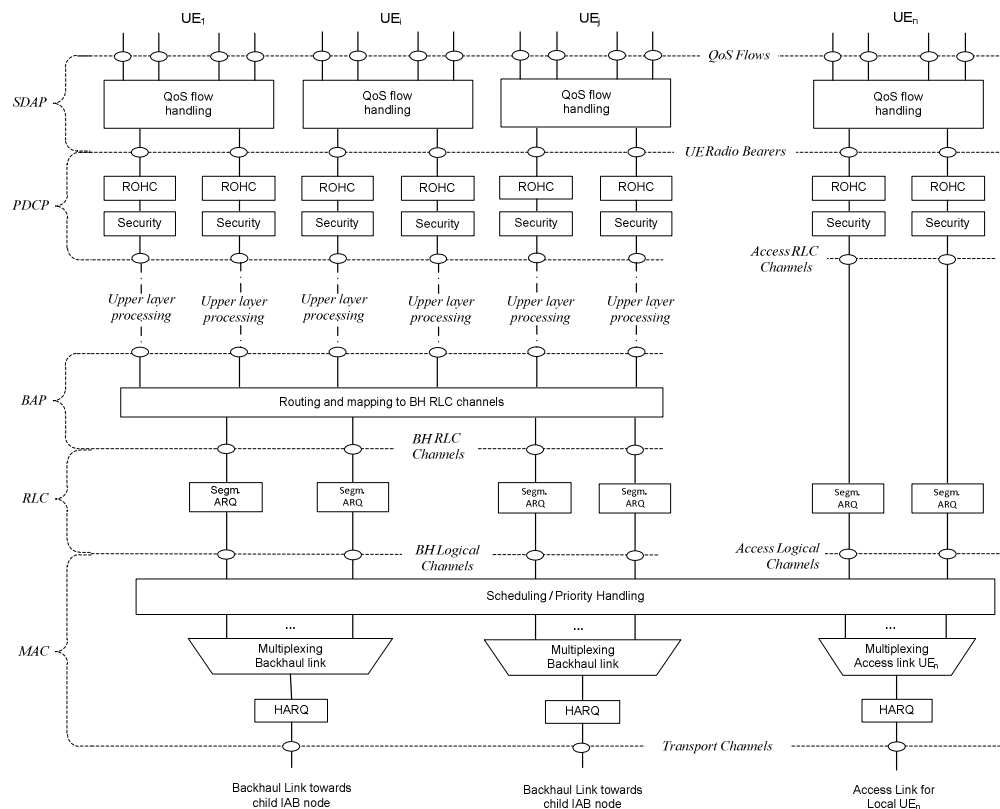 UE1 UEi UEj UEn
QoS Flows
SDAP
QoS flow handling
QoS flow handling
QoS flow handling
QoS flow handling
UE Radio Bearers
PDCP
ROHC ROHC ROHC ROHC ROHC ROHC ROHC ROHC
Security Security Security Security Security Security Security Security
Access RLC
Channels
Upper layer processing
Upper layer processing
Upper layer processing
Upper layer processing
Upper layer processing
Upper layer processing
BAP
Routing and mapping to BH RLC channels
BH RLC
Channels
RLC
Segm. ARQ
Segm. ARQ
Segm. ARQ
Segm. ARQ
Segm. ARQ
Segm. ARQ
BH Logical
Channels
Access Logical
Channels
Scheduling / Priority Handling
... ... ...
MAC
Multiplexing
Backhaul link
Multiplexing
Backhaul link
Multiplexing
Access link UEn
HARQ HARQ HARQ
Transport Channels
Backhaul Link towards
child IAB node
Backhaul Link towards
child IAB node
Access Link for
Local UEn